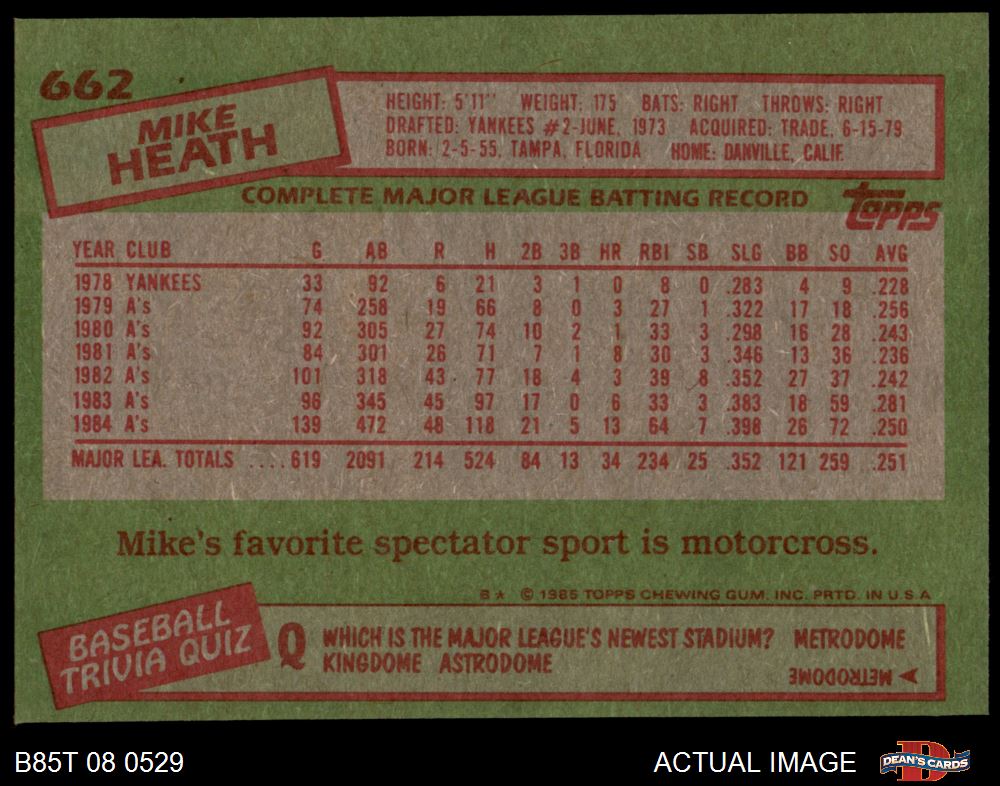 662
MIKE
HEATH
HEIGHT: 5'11" WEIGHT: 175 BATS: RIGHT THROWS: RIGHT
DRAFTED: YANKEES #2-JUNE, 1973 ACQUIRED: TRADE, 6-15-79
BORN: 2-5-55, TAMPA, FLORIDA HOME: DANVILLE, CALIF.
COMPLETE MAJOR LEAGUE BATTING RECORD
TOPPS
YEAR CLUB G AB R H 2B 3B HR RBI SB SLG BB SO AVG
1978 YANKEES 33 92 6 21 3 1 0 8 0 .283 4 9 .228
1979 A's 74 258 19 66 8 0 3 27 1 .322 17 18 .256
1980 A's 92 305 27 74 10 2 1 33 3 .298 16 28 .243
1981 A's 84 301 26 71 7 1 8 30 3 .346 13 36 .236
1982 A's 101 318 43 77 18 4 3 39 8 .352 27 37 .242
1983 A's 96 345 45 97 17 0 6 33 3 .383 18 59 .281
1984 A's 139 472 48 118 21 5 13 64 7 .398 26 72 .250
MAJOR LEA. TOTALS ....619 2091 214 524 84 13 34 234 25 .352 121 259 .251
Mike's favorite spectator sport is motorcross.
B★ © 1985 TOPPS CHEWING GUM, INC. PRTD. IN U.S.A
BASEBALL
TRIVIA QUIZ
Q WHICH IS THE MAJOR LEAGUE'S NEWEST STADIUM? METRODOME
KINGDOME ASTRODOME
METRODOME
B85T 08 0529
ACTUAL IMAGE
DEAN'S CARDS